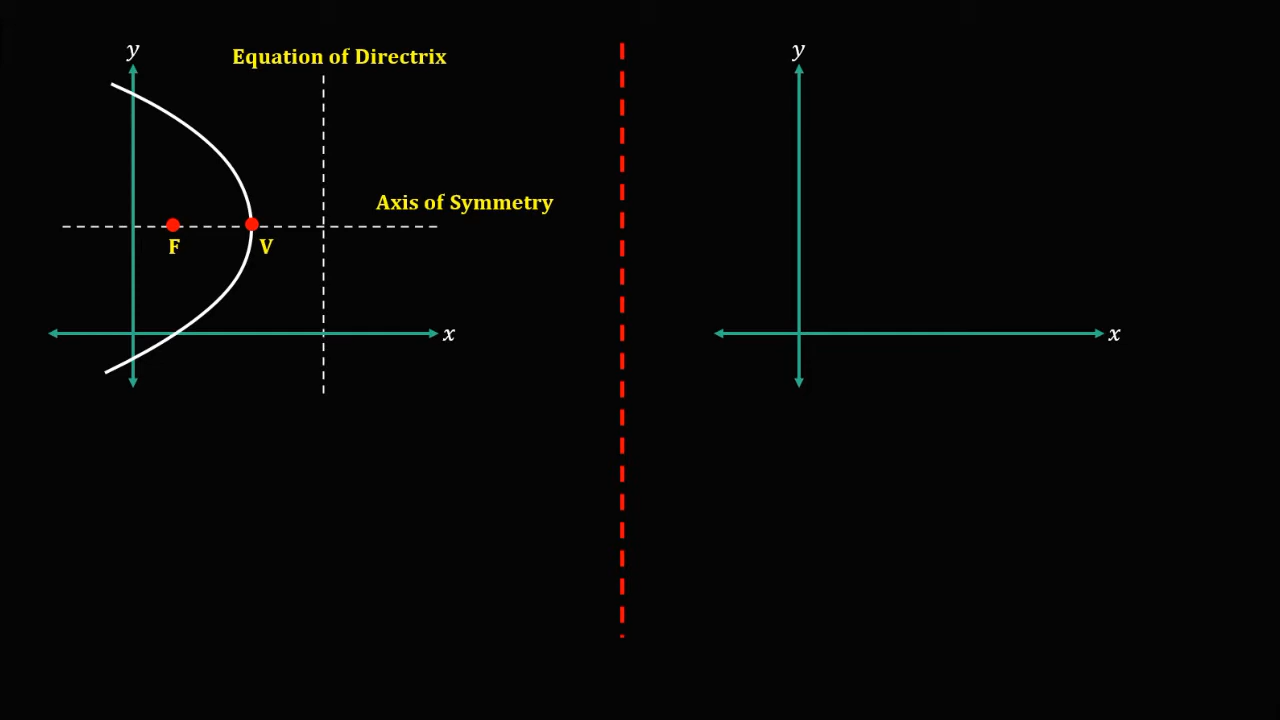 y
Equation of Directrix
Axis of Symmetry
F
V
x
y
x